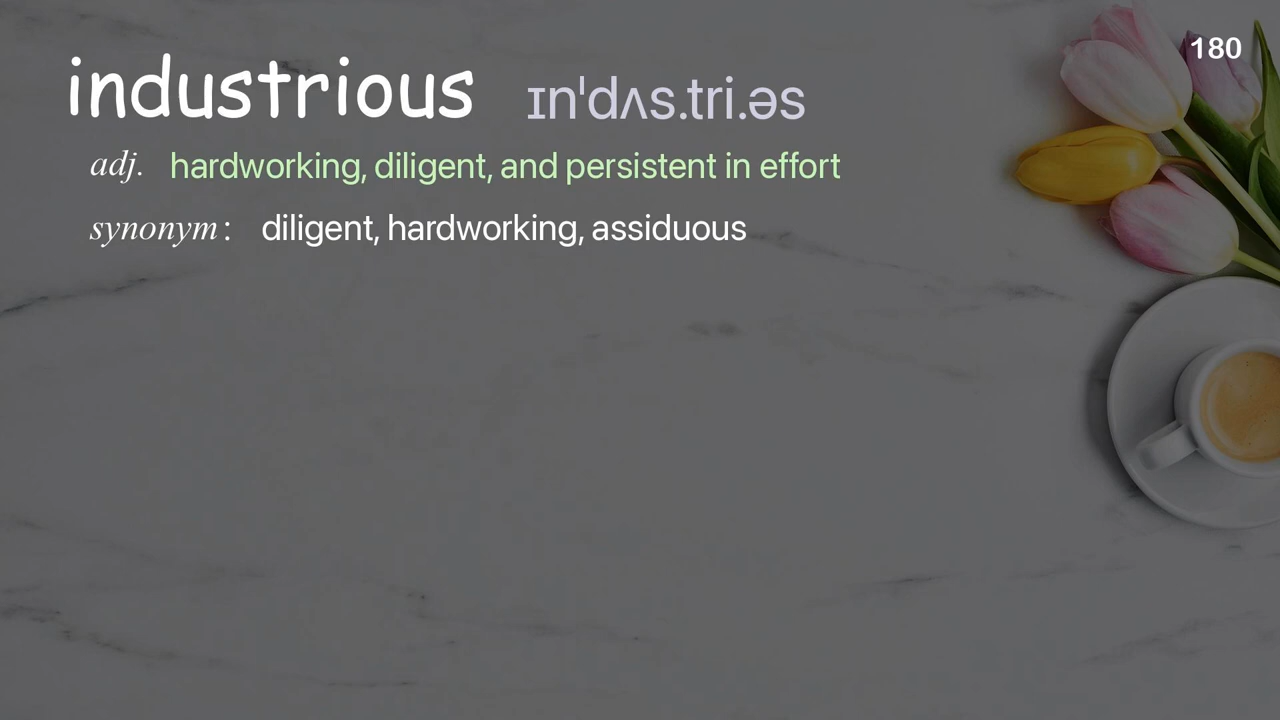 180
industrious ɪnˈdʌs.tri.əs
adj. hardworking, diligent, and persistent in effort
synonym: diligent, hardworking, assiduous